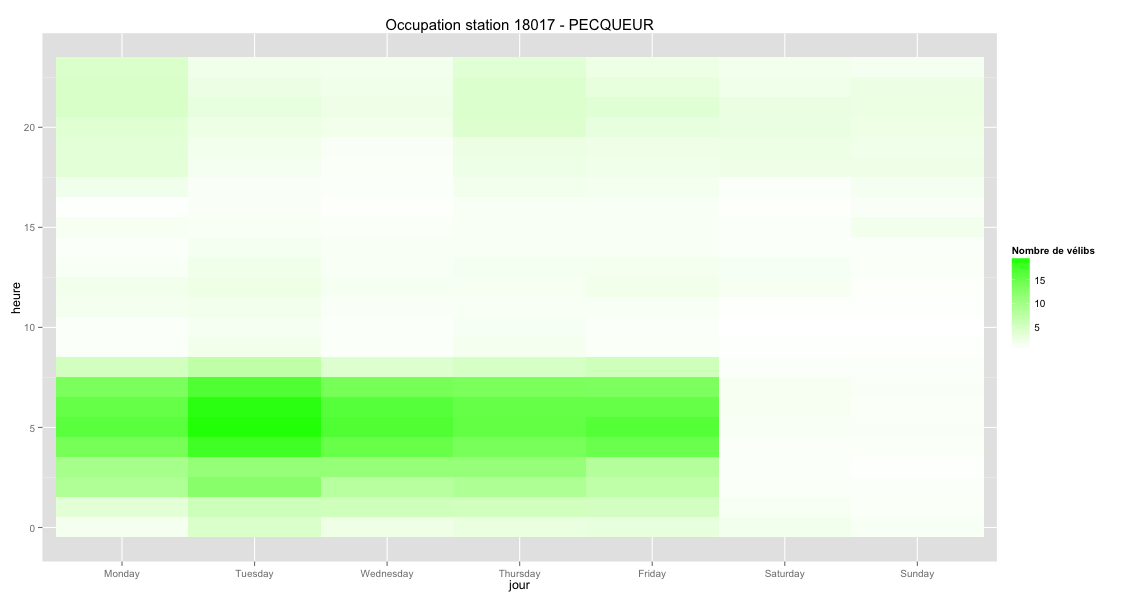 Occupation station 18017 - PECQUEUR
heure
20
15
10
5
0
Monday Tuesday Wednesday Thursday Friday Saturday Sunday
jour
Nombre de vélibs
15
10
5